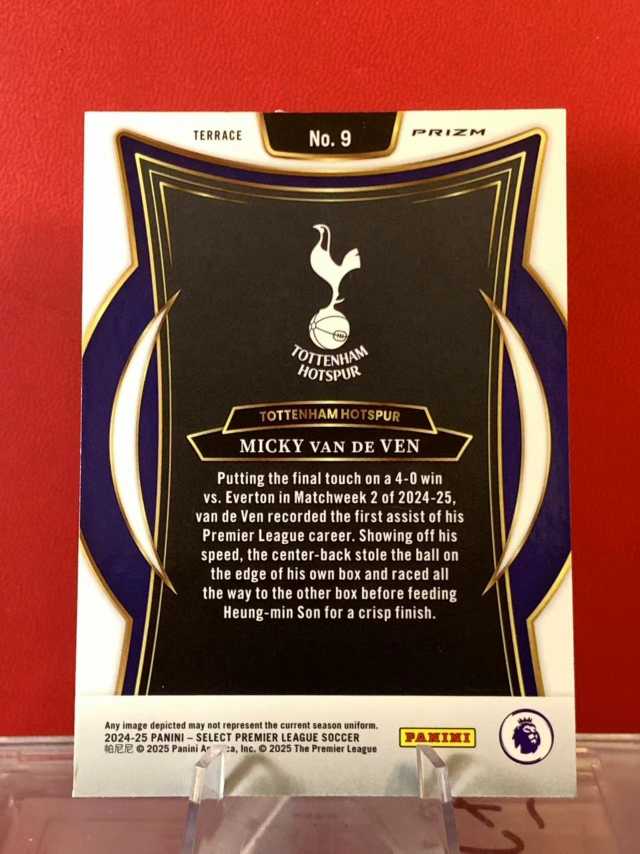 TERRACE
No. 9
PRIZM
TOTTENHAM
HOTSPUR
TOTTENHAM HOTSPUR
MICKY VAN DE VEN
Putting the final touch on a 4-0 win
vs. Everton in Matchweek 2 of 2024-25,
van de Ven recorded the first assist of his
Premier League career. Showing off his
speed, the center-back stole the ball on
the edge of his own box and raced all
the way to the other box before feeding
Heung-min Son for a crisp finish.
Any image depicted may not represent the current season uniform.
2024-25 PANINI – SELECT PREMIER LEAGUE SOCCER
帕尼尼 © 2025 Panini America, Inc. © 2025 The Premier League
PANINI